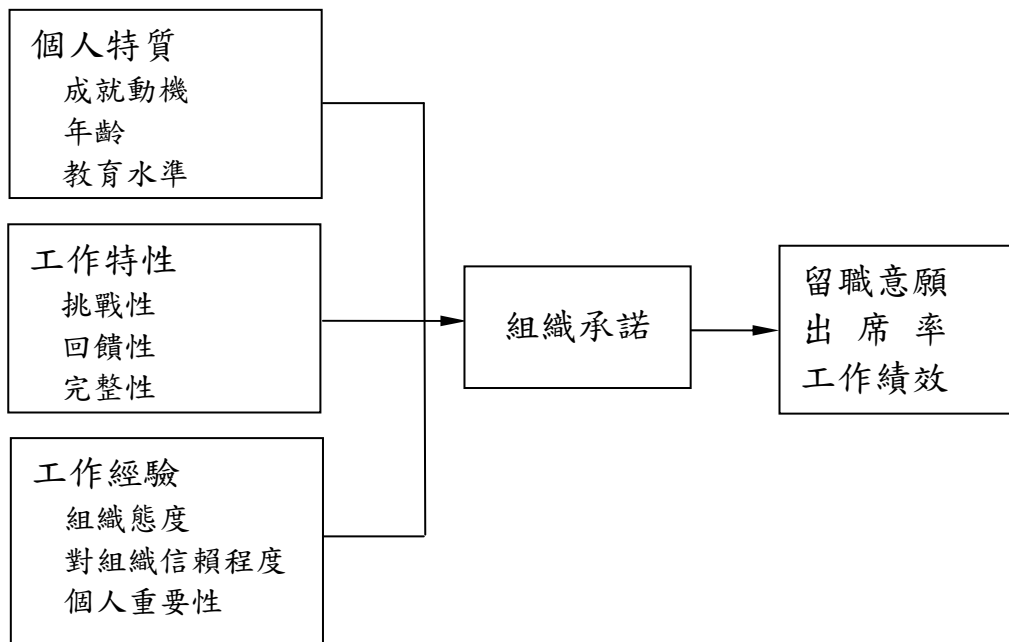 個人特質
成就動機
年齡
教育水準
工作特性
挑戰性
回饋性
完整性
工作經驗
組織態度
對組織信賴程度
個人重要性
組織承諾
留職意願
出 席 率
工作績效